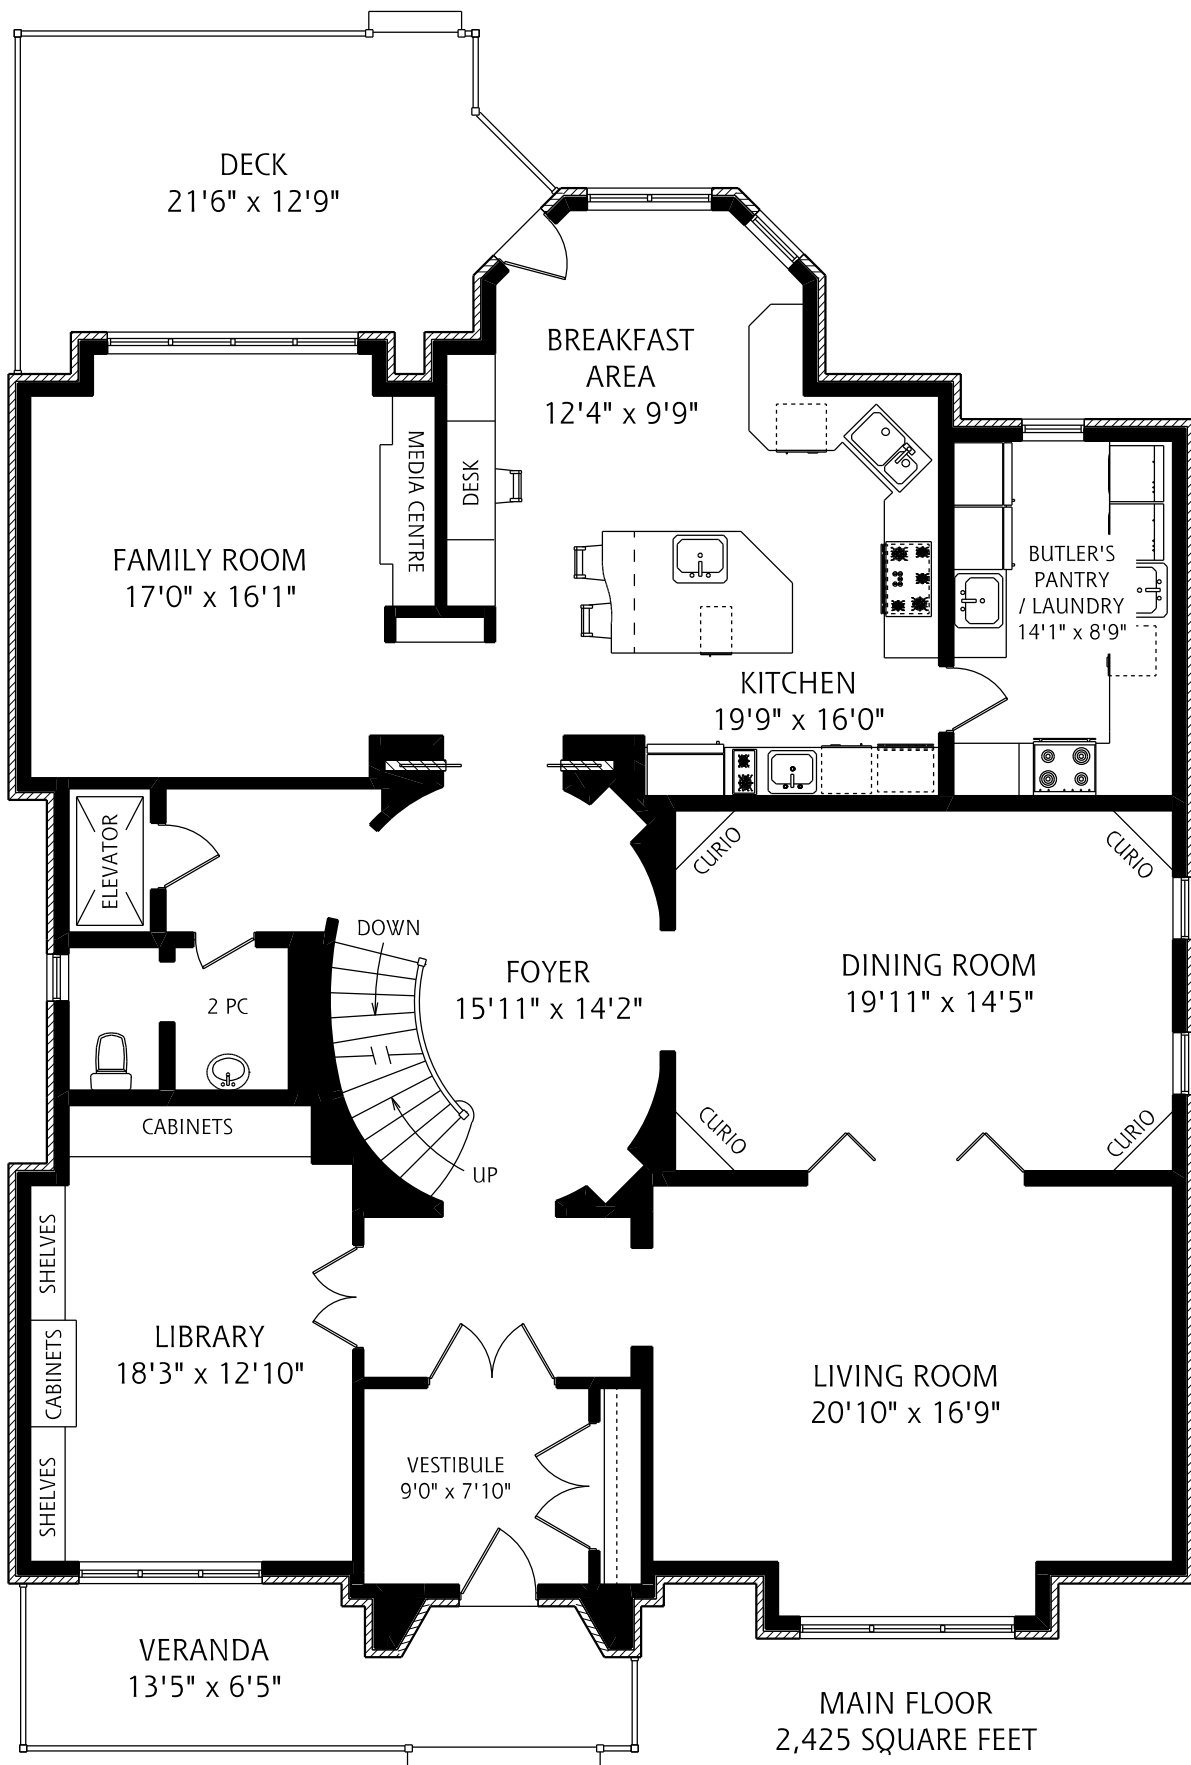 DECK
21'6" x 12'9"
BREAKFAST
AREA
12'4" x 9'9"
MEDIA CENTRE
DESK
FAMILY ROOM
17'0" x 16'1"
BUTLER'S
PANTRY
/ LAUNDRY
14'1" x 8'9"
KITCHEN
19'9" x 16'0"
ELEVATOR
CURIO
CURIO
DOWN
FOYER
15'11" x 14'2"
DINING ROOM
19'11" x 14'5"
2 PC
CABINETS
CURIO
CURIO
UP
SHELVES
CABINETS
SHELVES
LIBRARY
18'3" x 12'10"
LIVING ROOM
20'10" x 16'9"
VESTIBULE
9'0" x 7'10"
VERANDA
13'5" x 6'5"
MAIN FLOOR
2,425 SQUARE FEET